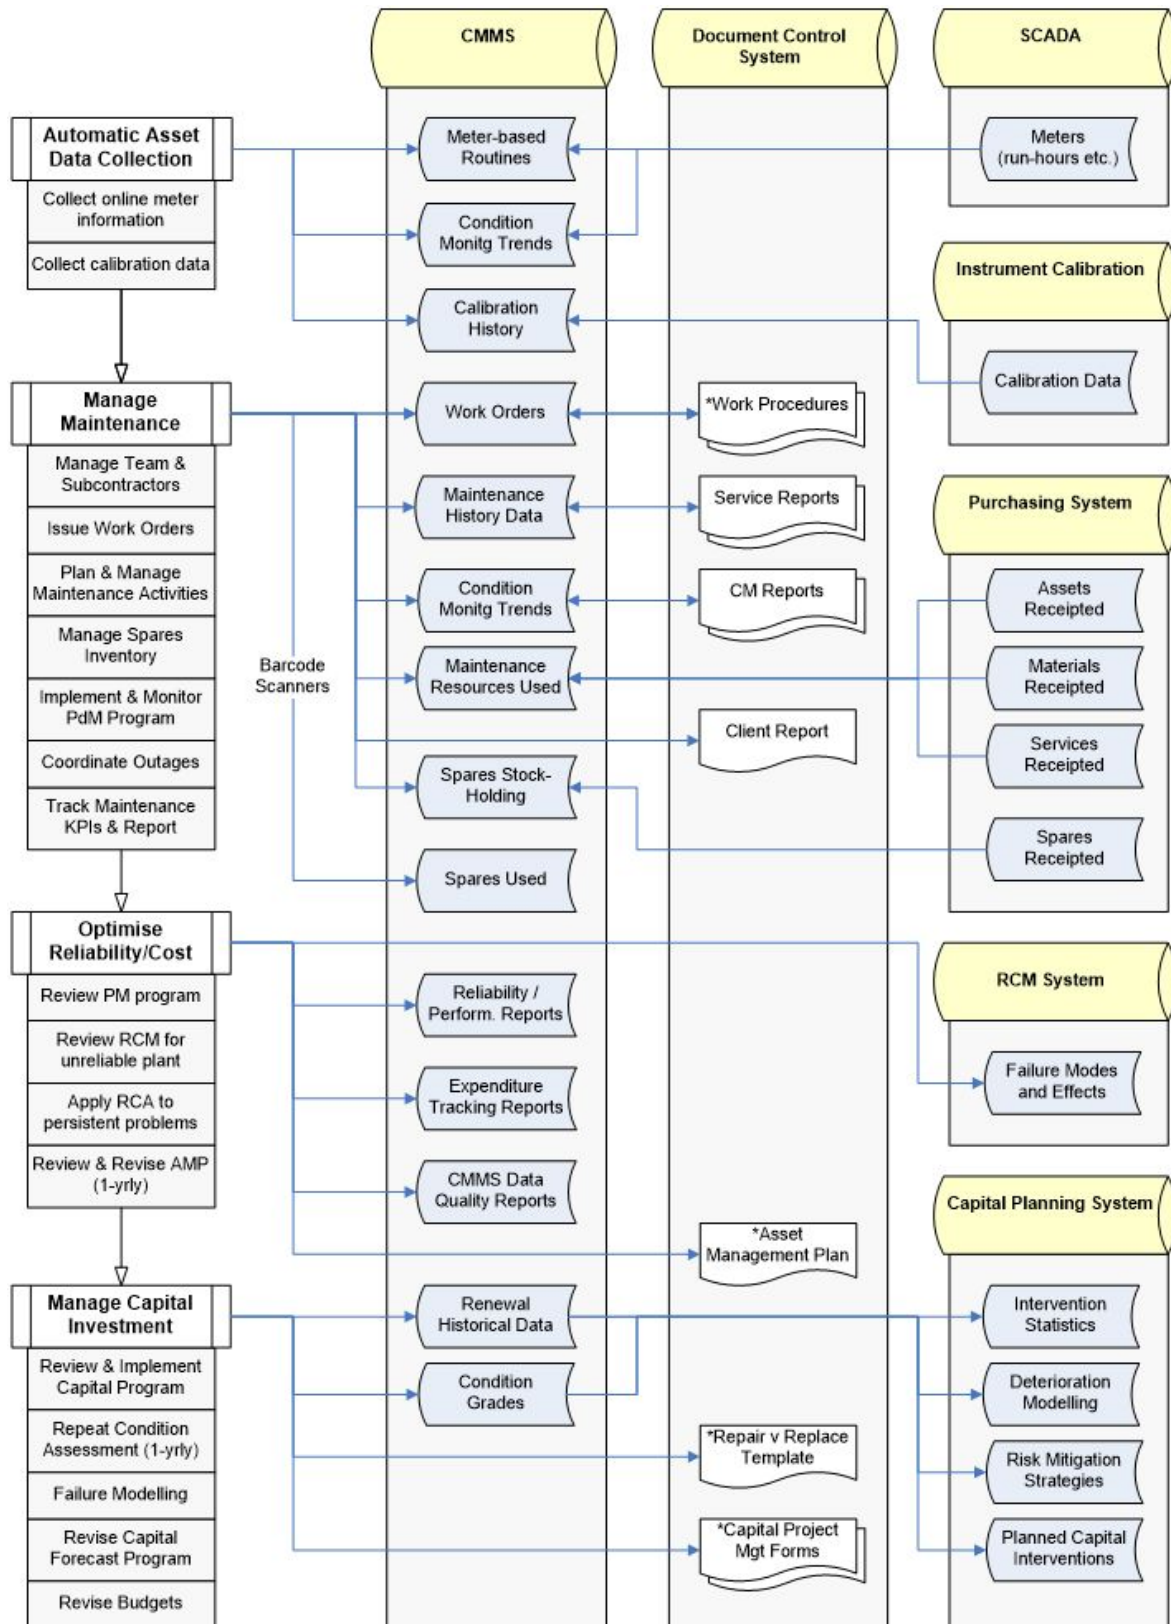 CMMS
Document Control
System
SCADA
Automatic Asset
Data Collection
Collect online meter
information
Collect calibration data
Meter-based
Routines
Condition
Monitg Trends
Calibration
History
Meters
(run-hours etc.)
Instrument Calibration
Calibration Data
Manage
Maintenance
Manage Team &
Subcontractors
Issue Work Orders
Plan & Manage
Maintenance Activities
Manage Spares
Inventory
Implement & Monitor
PdM Program
Coordinate Outages
Track Maintenance
KPIs & Report
Barcode
Scanners
Work Orders
Maintenance
History Data
Condition
Monitg Trends
Maintenance
Resources Used
Spares Stock-
Holding
Spares Used
*Work Procedures
Service Reports
CM Reports
Client Report
Purchasing System
Assets
Receipted
Materials
Receipted
Services
Receipted
Spares
Receipted
Optimise
Reliability/Cost
Review PM program
Review RCM for
unreliable plant
Apply RCA to
persistent problems
Review & Revise AMP
(1-yrly)
Reliability /
Perform. Reports
Expenditure
Tracking Reports
CMMS Data
Quality Reports
*Asset
Management Plan
RCM System
Failure Modes
and Effects
Capital Planning System
Manage Capital
Investment
Review & Implement
Capital Program
Repeat Condition
Assessment (1-yrly)
Failure Modelling
Revise Capital
Forecast Program
Revise Budgets
Renewal
Historical Data
Condition
Grades
*Repair v Replace
Template
*Capital Project
Mgt Forms
Intervention
Statistics
Deterioration
Modelling
Risk Mitigation
Strategies
Planned Capital
Interventions